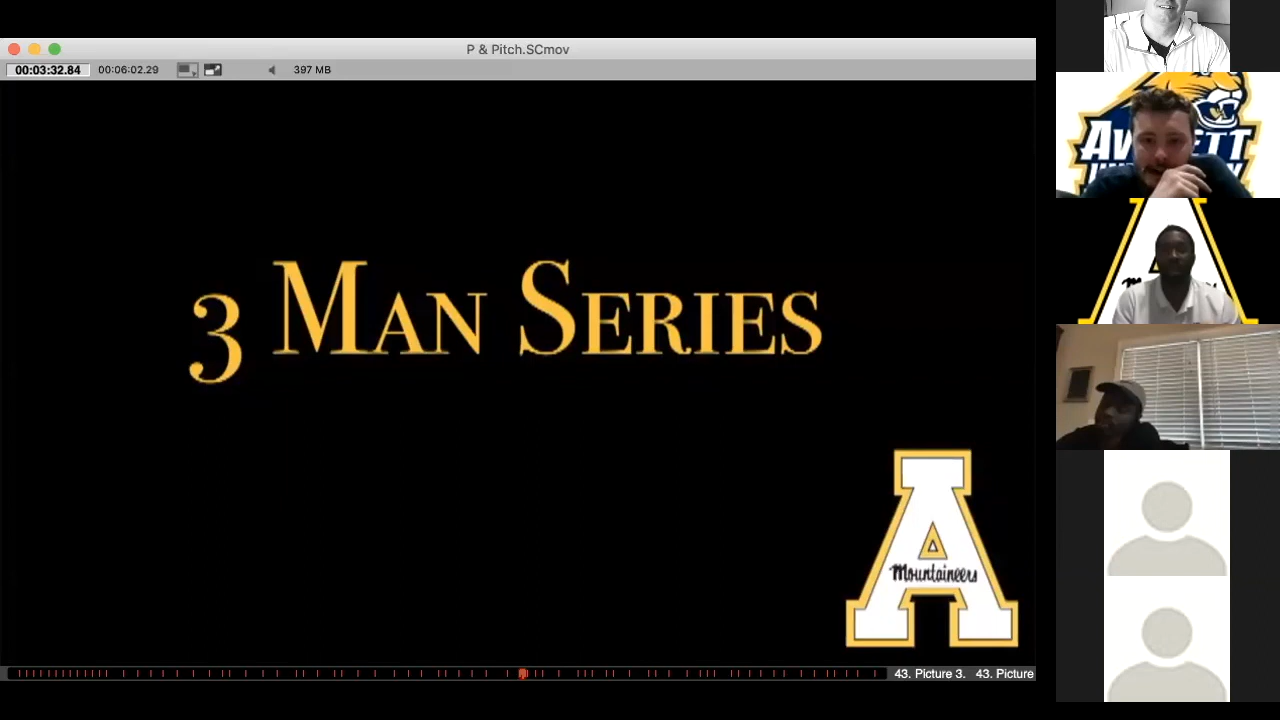 P & Pitch.SCmov
00:03:32.84 00:06:02.29 397 MB
3 MAN SERIES
Mountaineers
43. Picture 3. 43. Picture